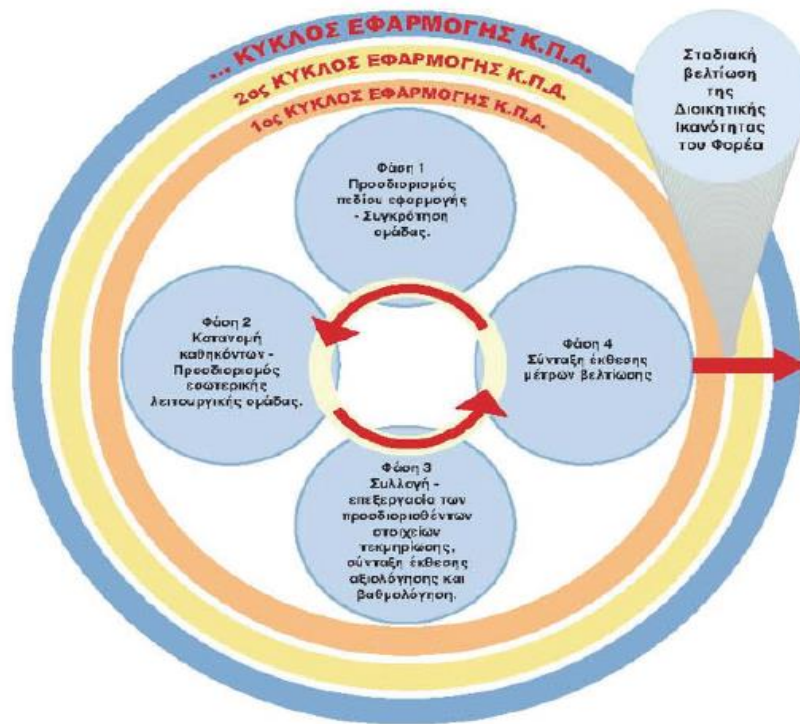 ... ΚΥΚΛΟΣ ΕΦΑΡΜΟΓΗΣ Κ.Π.Α.
2ος ΚΥΚΛΟΣ ΕΦΑΡΜΟΓΗΣ Κ.Π.Α.
1ος ΚΥΚΛΟΣ ΕΦΑΡΜΟΓΗΣ Κ.Π.Α.
Σταδιακή
βελτίωση
της
Διοικητικής
Ικανότητας
του Φορέα
Φάση 1
Προσδιορισμός
πεδίου εφαρμογής
- Συγκρότηση
ομάδας.
Φάση 2
Κατανομή
καθηκόντων -
Προσδιορισμός
εσωτερικής
λειτουργικής ομάδας.
Φάση 4
Σύνταξη έκθεσης
μέτρων βελτίωσης
Φάση 3
Συλλογή -
επεξεργασία των
προσδιορισθέντων
στοιχείων
τεκμηρίωσης,
σύνταξη έκθεσης
αξιολόγησης και
βαθμολόγηση.